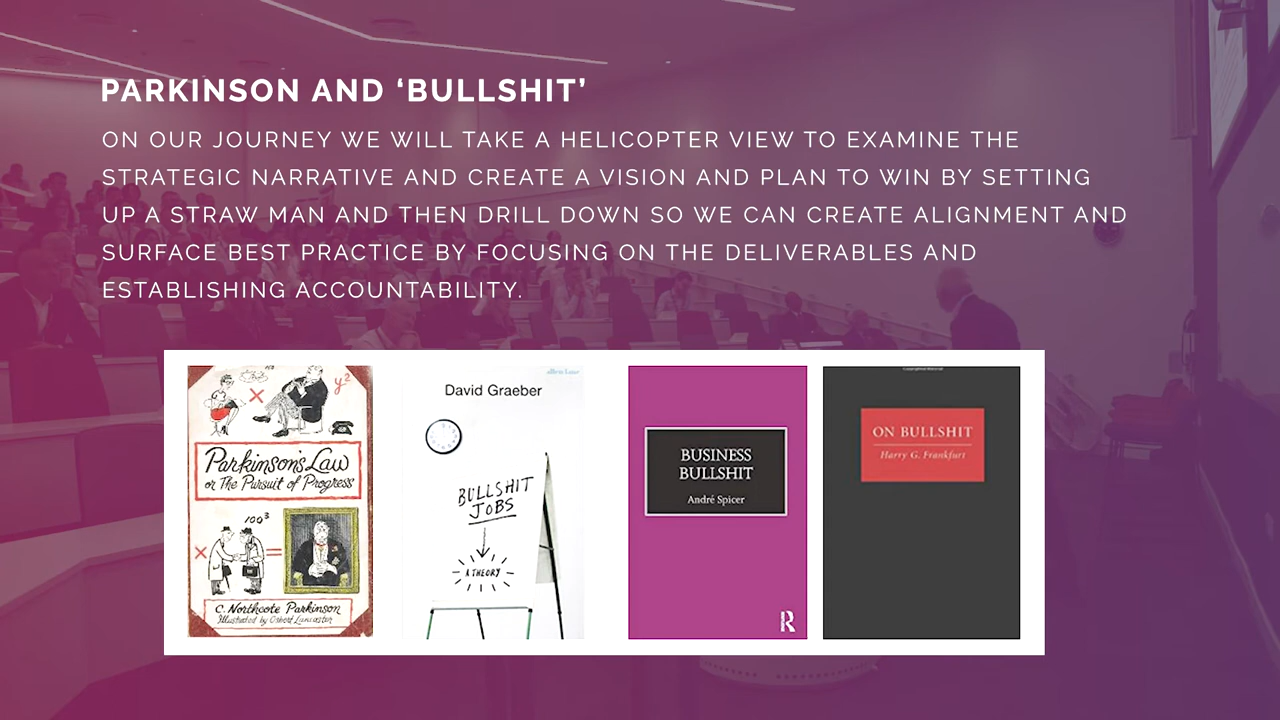 PARKINSON AND ‘BULLSHIT’
ON OUR JOURNEY WE WILL TAKE A HELICOPTER VIEW TO EXAMINE THE
STRATEGIC NARRATIVE AND CREATE A VISION AND PLAN TO WIN BY SETTING
UP A STRAW MAN AND THEN DRILL DOWN SO WE CAN CREATE ALIGNMENT AND
SURFACE BEST PRACTICE BY FOCUSING ON THE DELIVERABLES AND
ESTABLISHING ACCOUNTABILITY.
× y²
Parkinson's Law
or The Pursuit of Progress
100³
× =
C. Northcote Parkinson
Illustrated by Osbert Lancaster
David Graeber
BULLSHIT
JOBS
A THEORY
BUSINESS
BULLSHIT
André Spicer
R
ON BULLSHIT
Harry G. Frankfurt